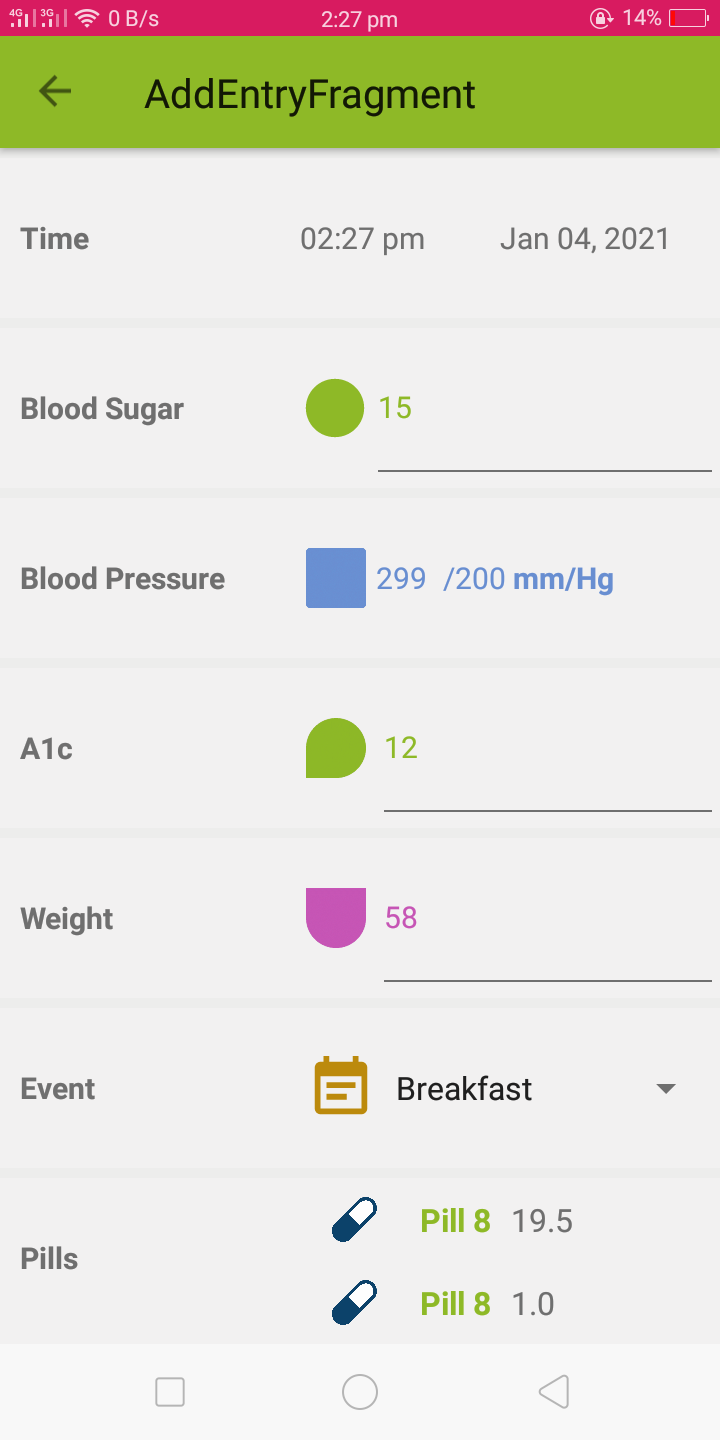 4G 3G 0 B/s 2:27 pm 14%
AddEntryFragment
Time 02:27 pm Jan 04, 2021
Blood Sugar 15
Blood Pressure 299 /200 mm/Hg
A1c 12
Weight 58
Event Breakfast
Pill 8 19.5
Pills
Pill 8 1.0